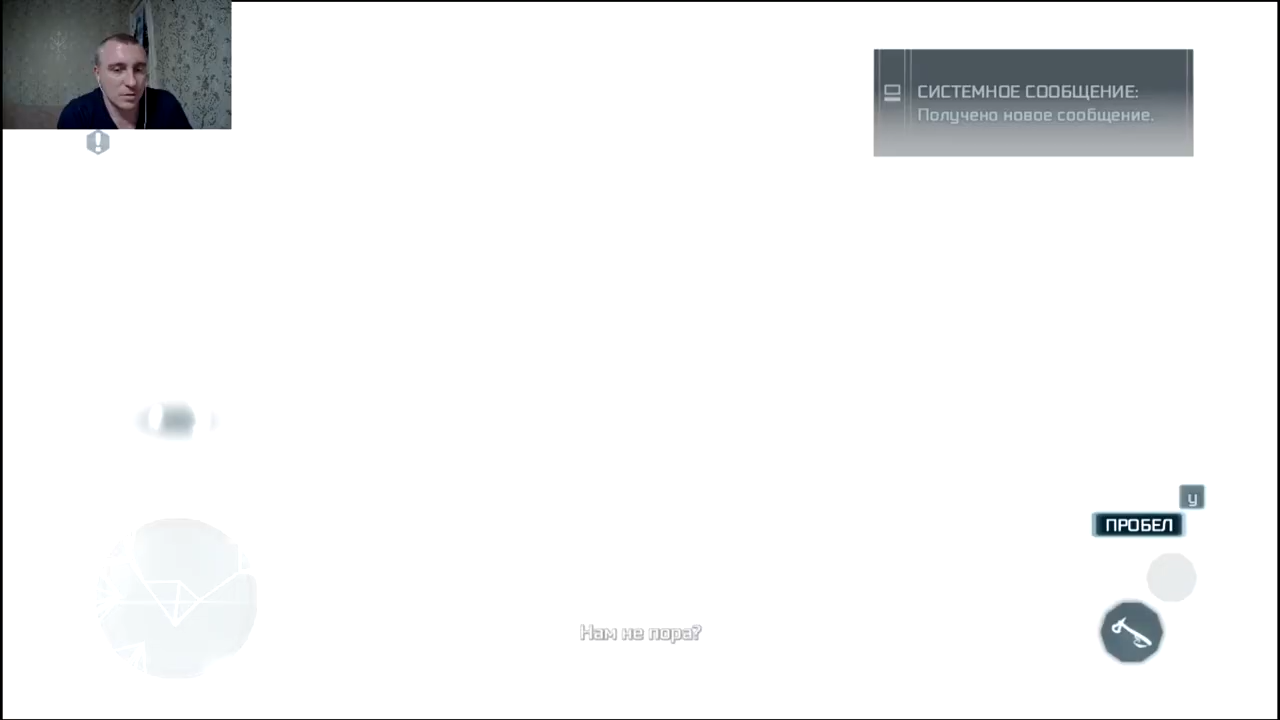 СИСТЕМНОЕ СООБЩЕНИЕ:
Получено новое сообщение.
у
ПРОБЕЛ
Нам не пора?